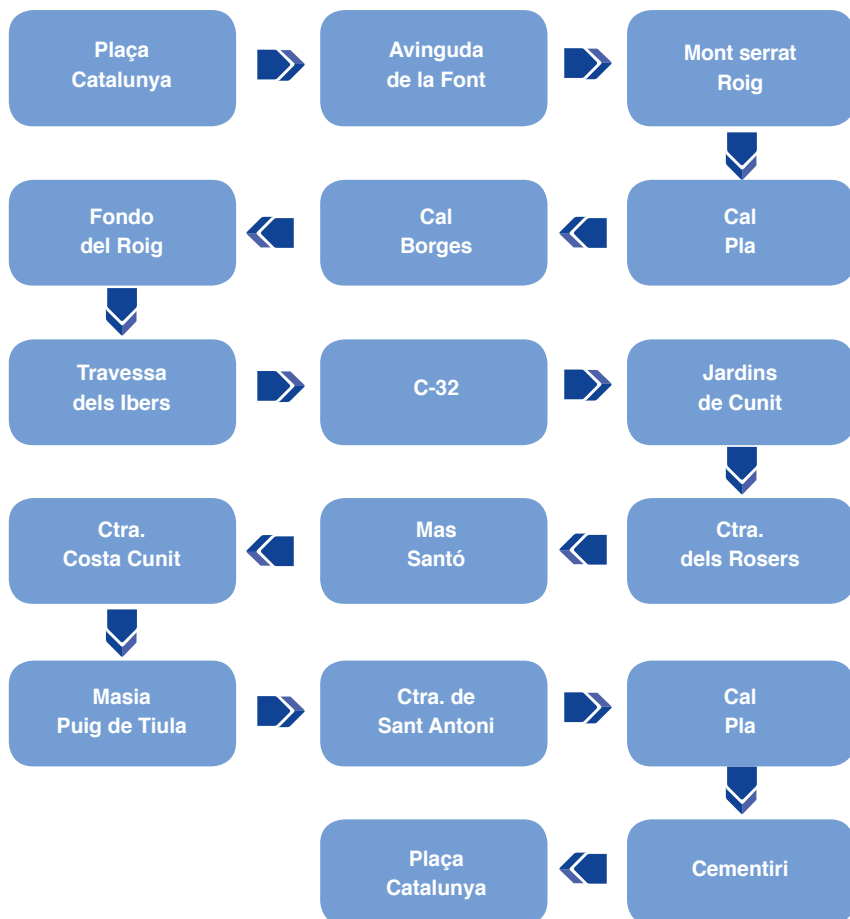 Plaça
Catalunya
Avinguda
de la Font
Mont serrat
Roig
Cal
Pla
Cal
Borges
Fondo
del Roig
Travessa
dels Ibers
C-32
Jardins
de Cunit
Ctra.
dels Rosers
Mas
Santó
Ctra.
Costa Cunit
Masia
Puig de Tiula
Ctra. de
Sant Antoni
Cal
Pla
Cementiri
Plaça
Catalunya